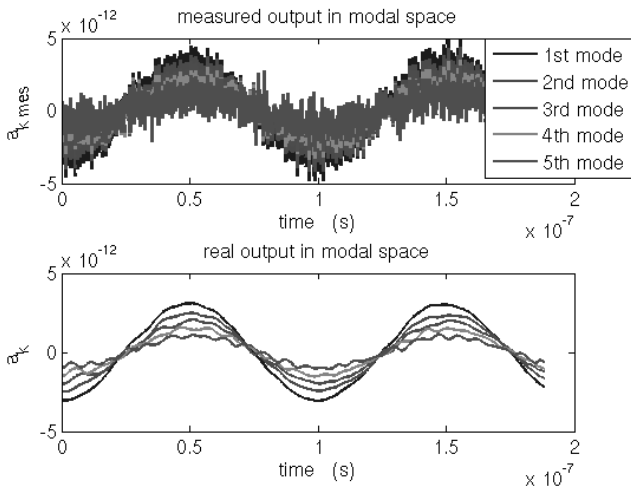 measured output in modal space
x 10^-12
5
0
-5
a_k mes
1st mode
2nd mode
3rd mode
4th mode
5th mode
0 0.5 1 1.5 2
time (s)
x 10^-7
real output in modal space
x 10^-12
5
0
-5
a_k
0 0.5 1 1.5 2
time (s)
x 10^-7